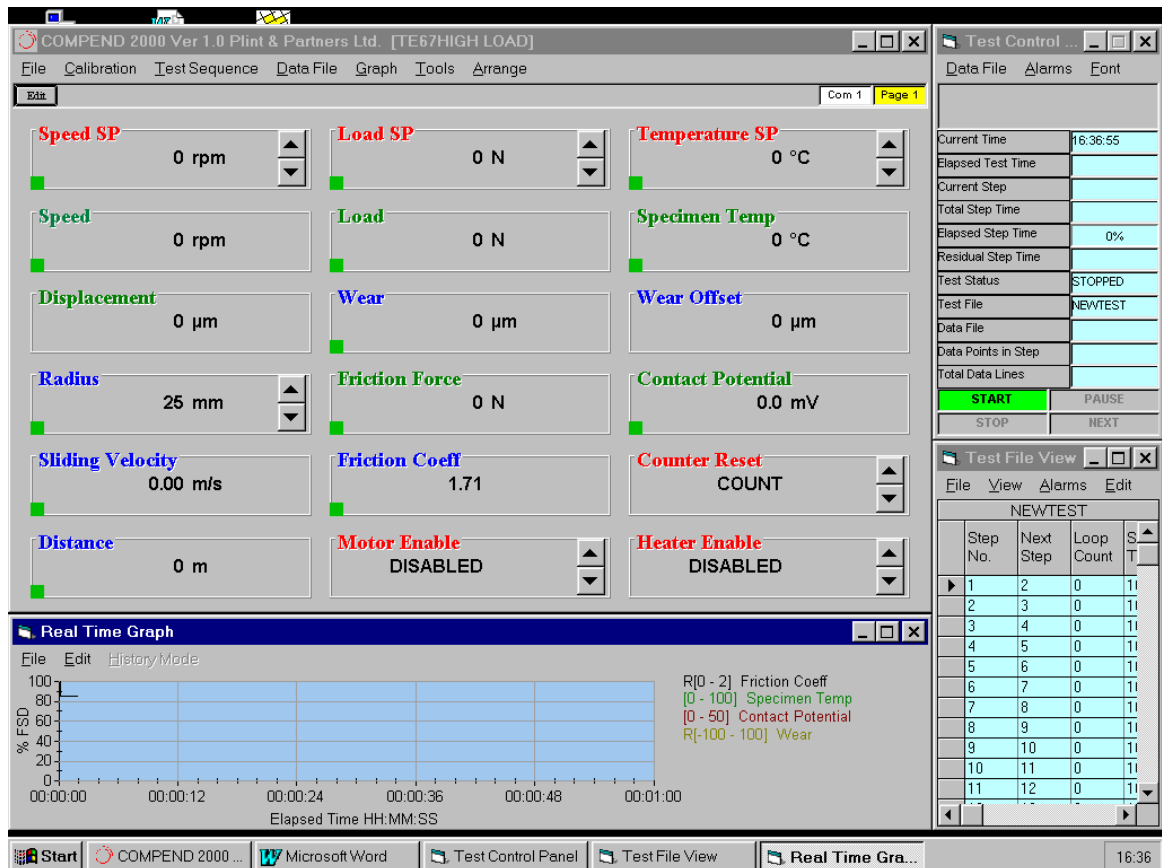 COMPEND 2000 Ver 1.0 Plint & Partners Ltd. [TE67HIGH LOAD]
File Calibration Test Sequence Data File Graph Tools Arrange
Edit Com 1 Page 1
Speed SP Load SP Temperature SP
0 rpm 0 N 0 °C
Speed Load Specimen Temp
0 rpm 0 N 0 °C
Displacement Wear Wear Offset
0 µm 0 µm 0 µm
Radius Friction Force Contact Potential
25 mm 0 N 0.0 mV
Sliding Velocity Friction Coeff Counter Reset
0.00 m/s 1.71 COUNT
Distance Motor Enable Heater Enable
0 m DISABLED DISABLED
Test Control ...
Data File Alarms Font
Current Time 16:36:55
Elapsed Test Time
Current Step
Total Step Time
Elapsed Step Time 0%
Residual Step Time
Test Status STOPPED
Test File NEWTEST
Data File
Data Points in Step
Total Data Lines
START PAUSE
STOP NEXT
Test File View
File View Alarms Edit
NEWTEST
Step Next Loop S
No. Step Count T
1 2 0
2 3 0
3 4 0
4 5 0
5 6 0
6 7 0
7 8 0
8 9 0
9 10 0
10 11 0
11 12 0
Real Time Graph
File Edit History Mode
% FSD
100
80
60
40
20
0
00:00:00 00:00:12 00:00:24 00:00:36 00:00:48 00:01:00
Elapsed Time HH:MM:SS
R[0 - 2] Friction Coeff
[0 - 100] Specimen Temp
[0 - 50] Contact Potential
R[-100 - 100] Wear
Start COMPEND 2000 ... Microsoft Word Test Control Panel Test File View Real Time Gra... 16:36